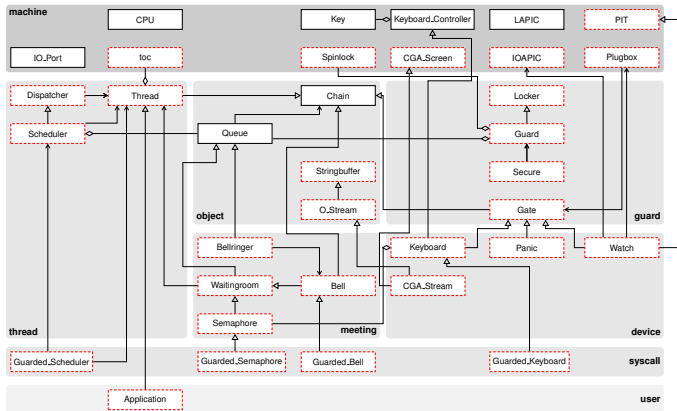 machine
CPU
Key
Keyboard_Controller
LAPIC
PIT
IO_Port
toc
Spinlock
CGA_Screen
IOAPIC
Plugbox
Dispatcher
Thread
Chain
Locker
Scheduler
Queue
Guard
Stringbuffer
Secure
O_Stream
Gate
object
guard
Bellringer
Keyboard
Panic
Watch
Waitingroom
Bell
CGA_Stream
Semaphore
thread
meeting
device
Guarded_Scheduler
Guarded_Semaphore
Guarded_Bell
Guarded_Keyboard
syscall
Application
user